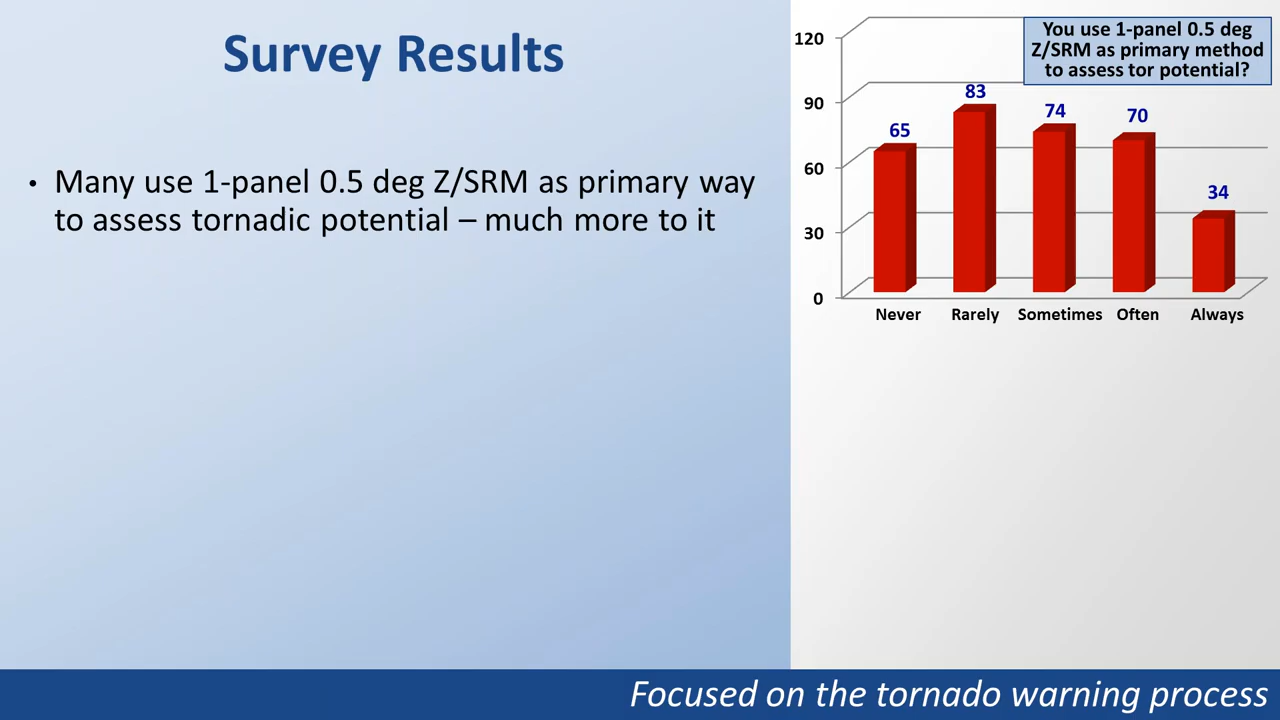 Survey Results
• Many use 1-panel 0.5 deg Z/SRM as primary way
to assess tornadic potential – much more to it
You use 1-panel 0.5 deg
Z/SRM as primary method
to assess tor potential?
120
90
60
30
0
65
83
74
70
34
Never
Rarely
Sometimes
Often
Always
Focused on the tornado warning process